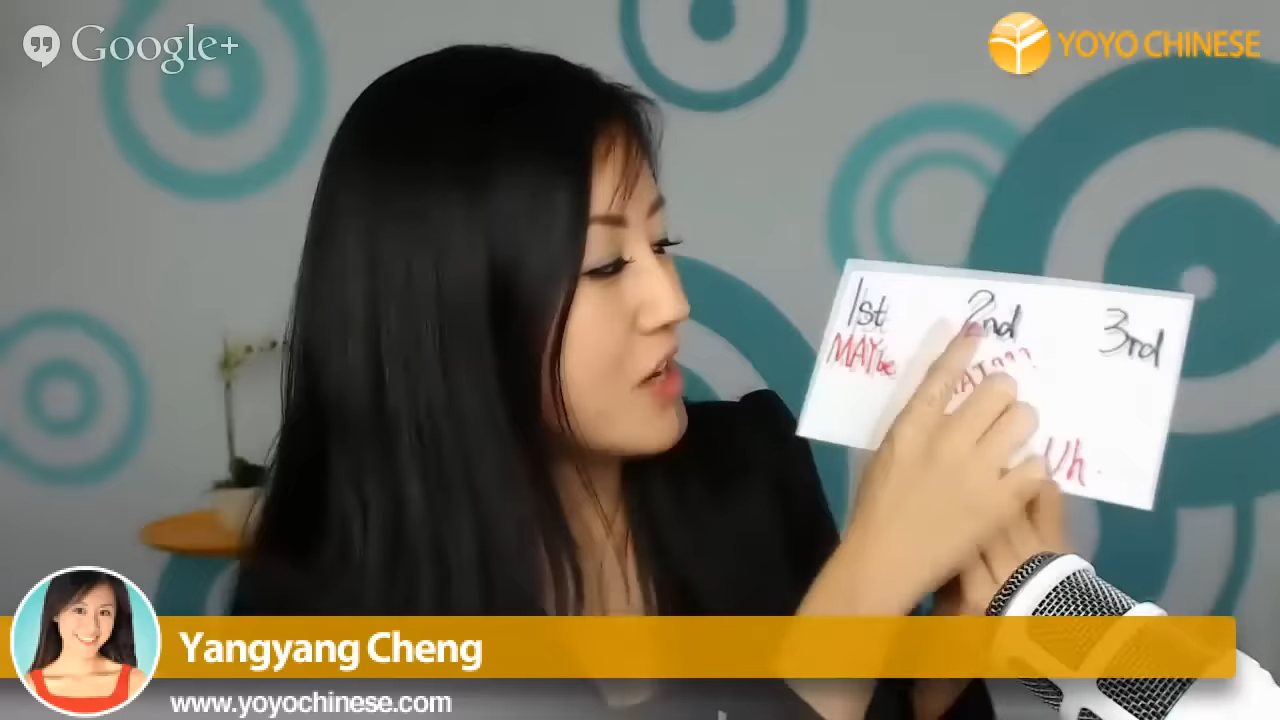 Google+
YOYO CHINESE
1st 2nd 3rd
MAYbe
Uh.
Yangyang Cheng
www.yoyochinese.com